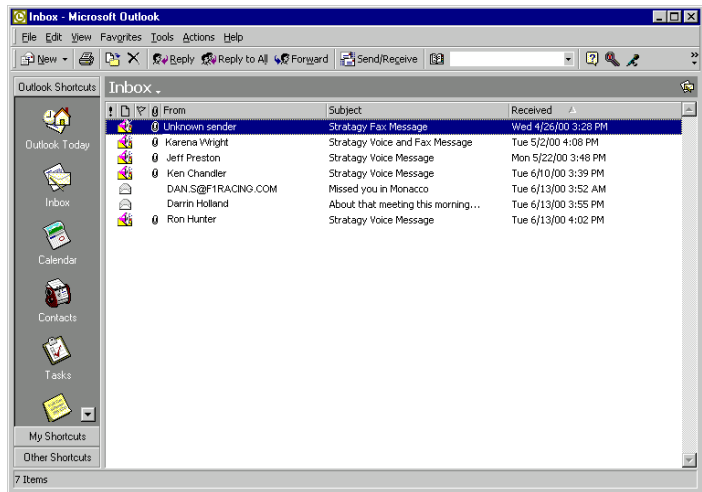 Inbox - Microsoft Outlook
File Edit View Favorites Tools Actions Help
New Reply Reply to All Forward Send/Receive
Outlook Shortcuts
Inbox
From Subject Received
Unknown sender Stratagy Fax Message Wed 4/26/00 3:28 PM
Karena Wright Stratagy Voice and Fax Message Tue 5/2/00 4:08 PM
Jeff Preston Stratagy Voice Message Mon 5/22/00 3:48 PM
Ken Chandler Stratagy Voice Message Tue 6/10/00 3:39 PM
DAN.S@F1RACING.COM Missed you in Monacco Tue 6/13/00 3:52 AM
Darrin Holland About that meeting this morning... Tue 6/13/00 3:55 PM
Ron Hunter Stratagy Voice Message Tue 6/13/00 4:02 PM
Outlook Today
Inbox
Calendar
Contacts
Tasks
My Shortcuts
Other Shortcuts
7 Items